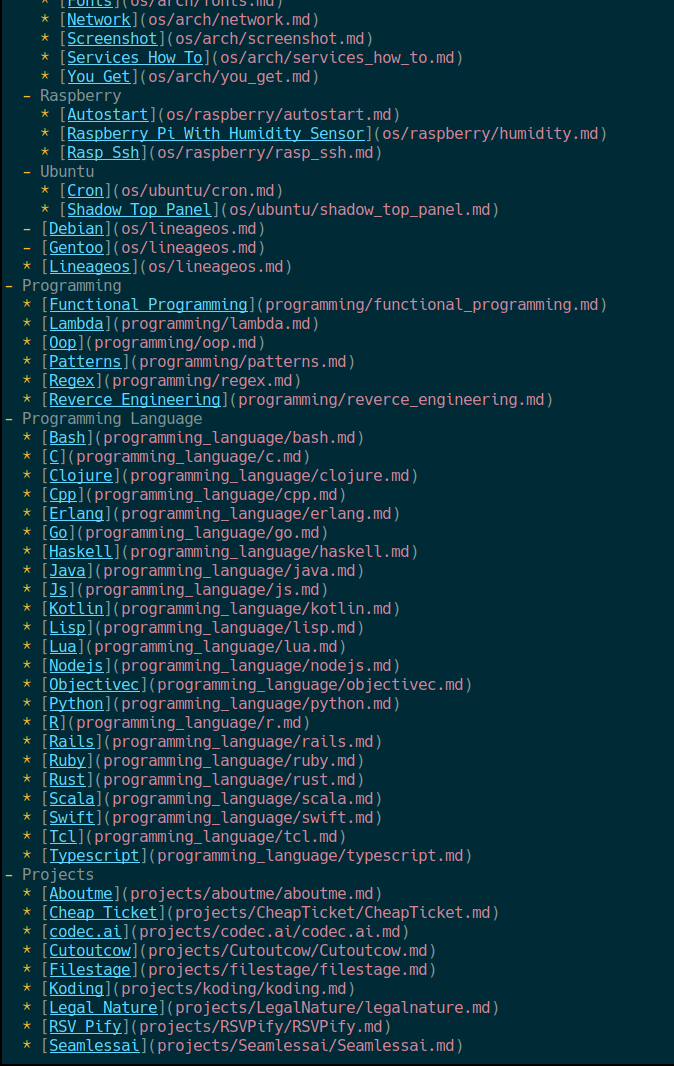 * [Fonts](os/arch/fonts.md)
* [Network](os/arch/network.md)
* [Screenshot](os/arch/screenshot.md)
* [Services How To](os/arch/services_how_to.md)
* [You Get](os/arch/you_get.md)
- Raspberry
* [Autostart](os/raspberry/autostart.md)
* [Raspberry Pi With Humidity Sensor](os/raspberry/humidity.md)
* [Rasp Ssh](os/raspberry/rasp_ssh.md)
- Ubuntu
* [Cron](os/ubuntu/cron.md)
* [Shadow Top Panel](os/ubuntu/shadow_top_panel.md)
- [Debian](os/lineageos.md)
- [Gentoo](os/lineageos.md)
* [Lineageos](os/lineageos.md)
- Programming
* [Functional Programming](programming/functional_programming.md)
* [Lambda](programming/lambda.md)
* [Oop](programming/oop.md)
* [Patterns](programming/patterns.md)
* [Regex](programming/regex.md)
* [Reverce Engineering](programming/reverce_engineering.md)
- Programming Language
* [Bash](programming_language/bash.md)
* [C](programming_language/c.md)
* [Clojure](programming_language/clojure.md)
* [Cpp](programming_language/cpp.md)
* [Erlang](programming_language/erlang.md)
* [Go](programming_language/go.md)
* [Haskell](programming_language/haskell.md)
* [Java](programming_language/java.md)
* [Js](programming_language/js.md)
* [Kotlin](programming_language/kotlin.md)
* [Lisp](programming_language/lisp.md)
* [Lua](programming_language/lua.md)
* [Nodejs](programming_language/nodejs.md)
* [Objectivec](programming_language/objectivec.md)
* [Python](programming_language/python.md)
* [R](programming_language/r.md)
* [Rails](programming_language/rails.md)
* [Ruby](programming_language/ruby.md)
* [Rust](programming_language/rust.md)
* [Scala](programming_language/scala.md)
* [Swift](programming_language/swift.md)
* [Tcl](programming_language/tcl.md)
* [Typescript](programming_language/typescript.md)
- Projects
* [Aboutme](projects/aboutme/aboutme.md)
* [Cheap Ticket](projects/CheapTicket/CheapTicket.md)
* [codec.ai](projects/codec.ai/codec.ai.md)
* [Cutoutcow](projects/Cutoutcow/Cutoutcow.md)
* [Filestage](projects/filestage/filestage.md)
* [Koding](projects/koding/koding.md)
* [Legal Nature](projects/LegalNature/legalnature.md)
* [RSV Pify](projects/RSVPify/RSVPify.md)
* [Seamlessai](projects/Seamlessai/Seamlessai.md)